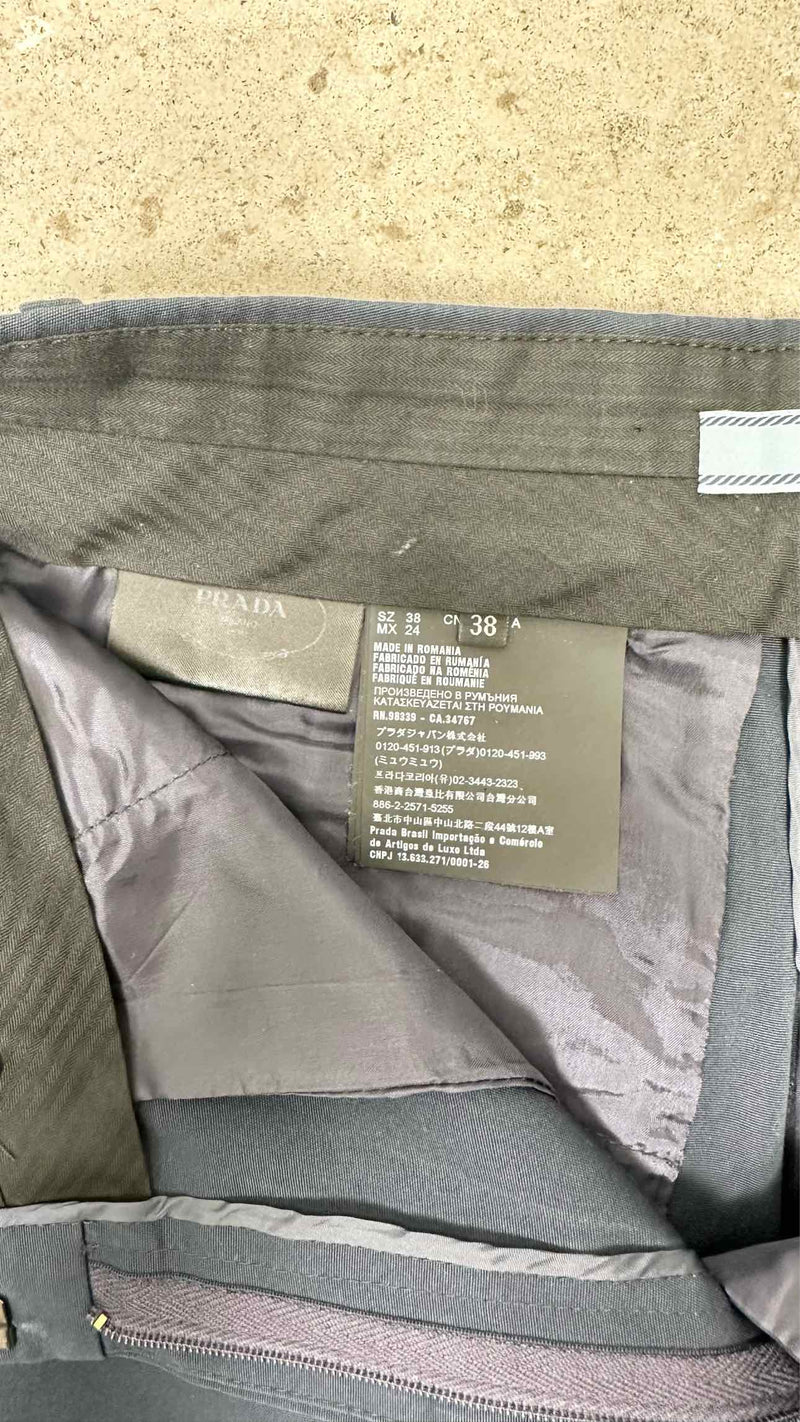 PRADA
SZ 38 CN 38 A
MX 24
MADE IN ROMANIA
FABRICADO EN RUMANÍA
FABRICADO NA ROMÉNIA
FABRIQUÉ EN ROUMANIE
ПРОИЗВЕДЕНО В РУМЪНИЯ
ΚΑΤΑΣΚΕΥΑΖΕΤΑΙ ΣΤΗ ΡΟΥΜΑΝΙΑ
RN.98339 - CA.34767
プラダジャパン株式会社
0120-451-913(プラダ)0120-451-993
(ミュウミュウ)
프라다코리아(유)02-3443-2323
香港商台灣普拉達有限公司台灣分公司
886-2-2571-5255
臺北市中山區中山北路二段44號12樓A室
Prada Brasil Importação e Comércio
de Artigos de Luxo Ltda
CNPJ 13.633.271/0001-26